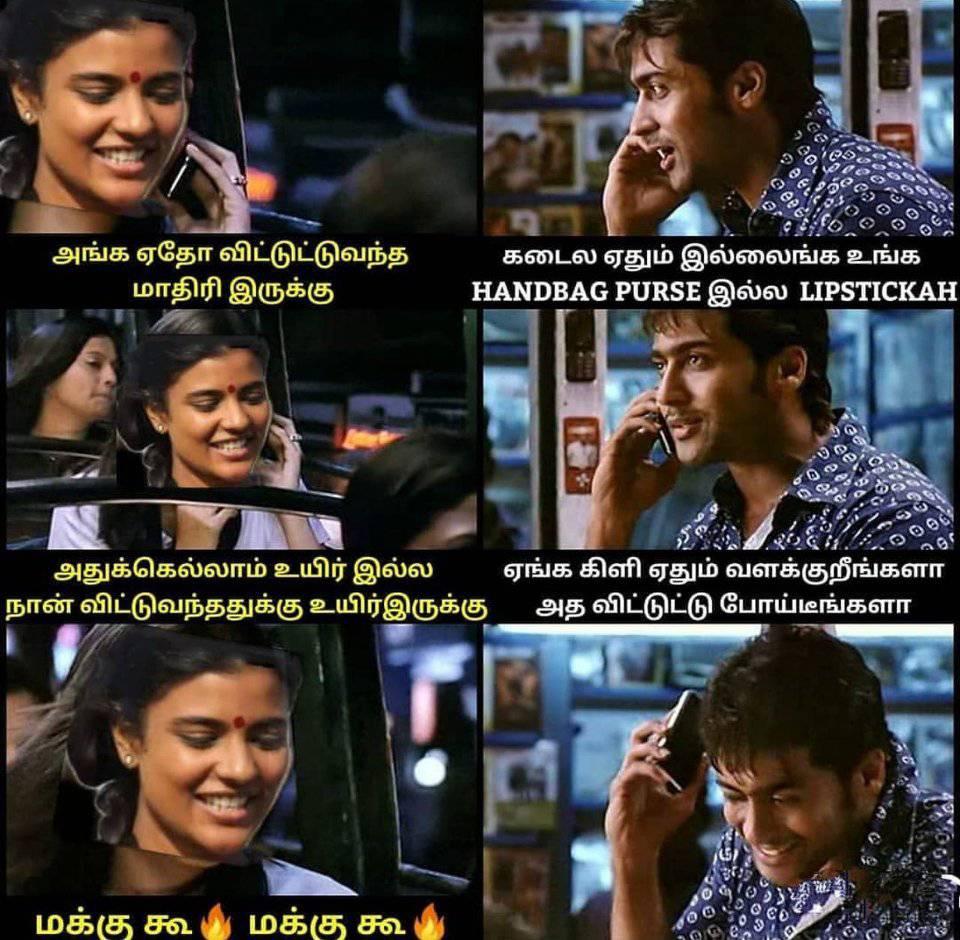 அங்க ஏதோ விட்டுட்டுவந்த
மாதிரி இருக்கு
கடைல ஏதும் இல்லைங்க உங்க
HANDBAG PURSE இல்ல LIPSTICKAH
அதுக்கெல்லாம் உயிர் இல்ல
நான் விட்டுவந்ததுக்கு உயிர்இருக்கு
ஏங்க கிளி ஏதும் வளக்குறீங்களா
அத விட்டுட்டு போய்டீங்களா
மக்கு கூ🔥 மக்கு கூ🔥